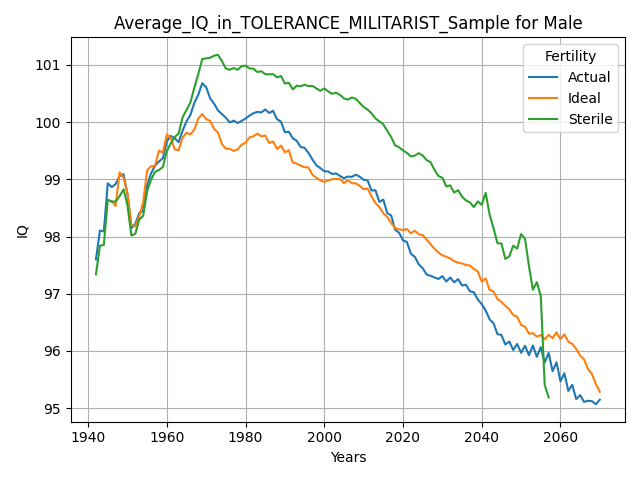 Average_IQ_in_TOLERANCE_MILITARIST_Sample for Male
Fertility
Actual
Ideal
Sterile
IQ
101
100
99
98
97
96
95
1940
1960
1980
2000
2020
2040
2060
Years